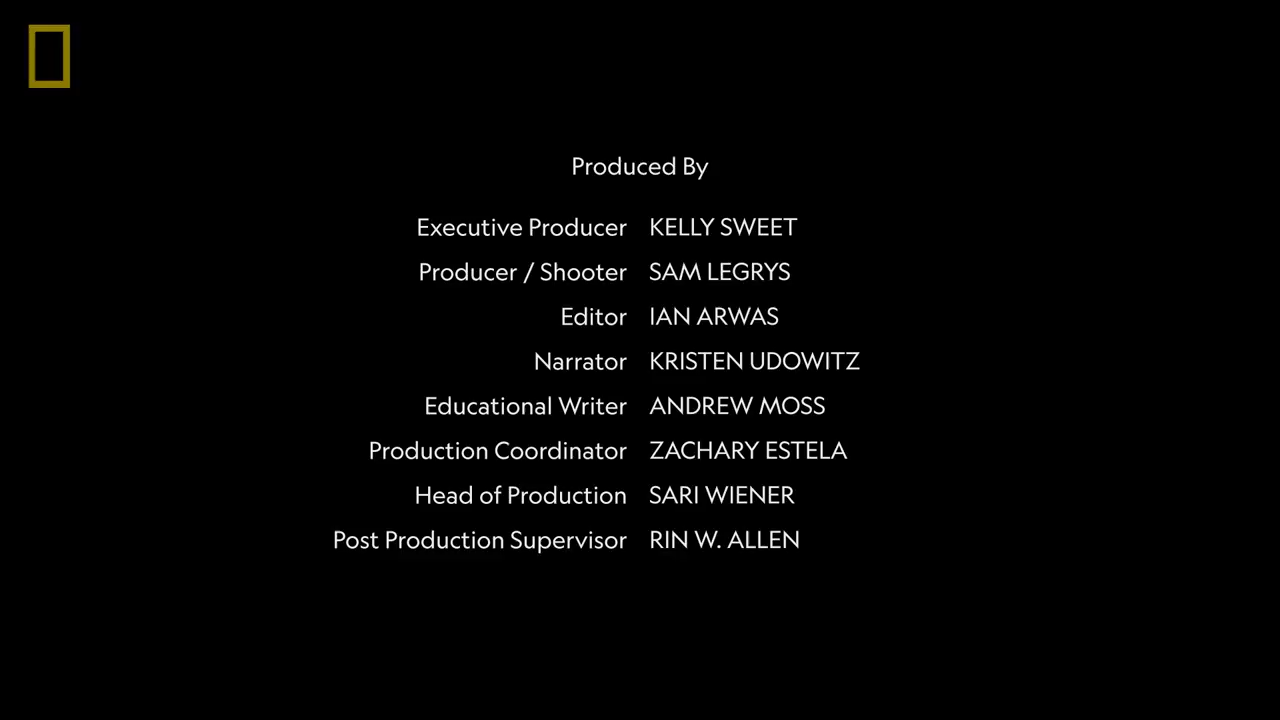 Produced By
Executive Producer KELLY SWEET
Producer / Shooter SAM LEGRYS
Editor IAN ARWAS
Narrator KRISTEN UDOWITZ
Educational Writer ANDREW MOSS
Production Coordinator ZACHARY ESTELA
Head of Production SARI WIENER
Post Production Supervisor RIN W. ALLEN